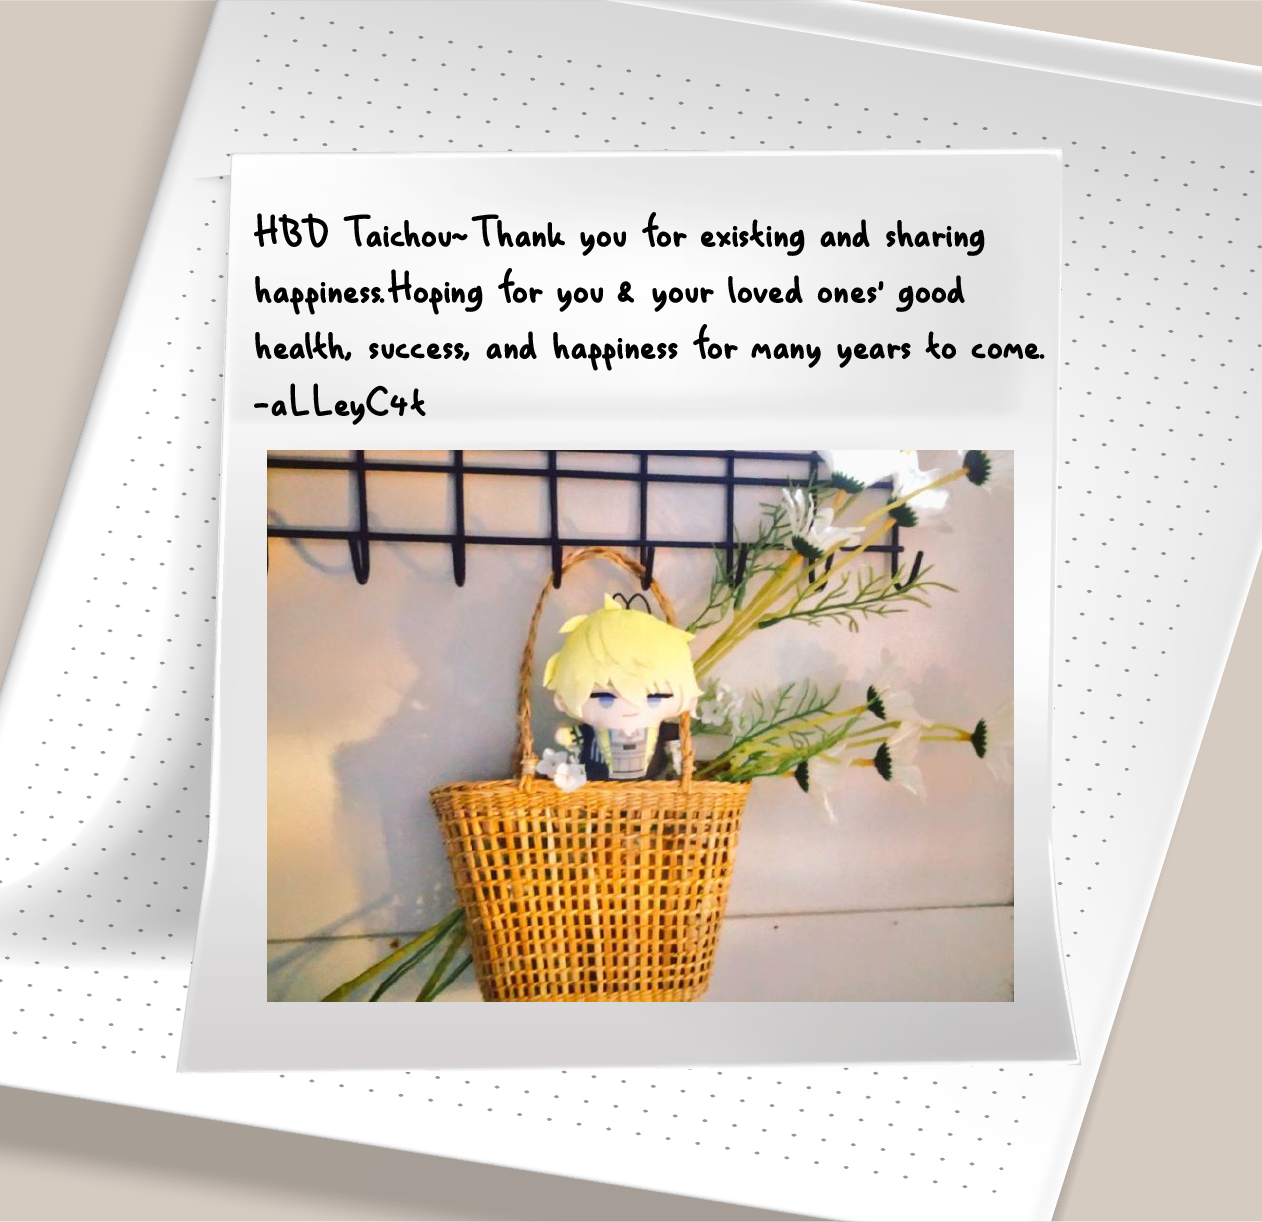 HBD Taichou~Thank you for existing and sharing
happiness.Hoping for you & your loved ones' good
health, success, and happiness for many years to come.
-aLLeyC4t